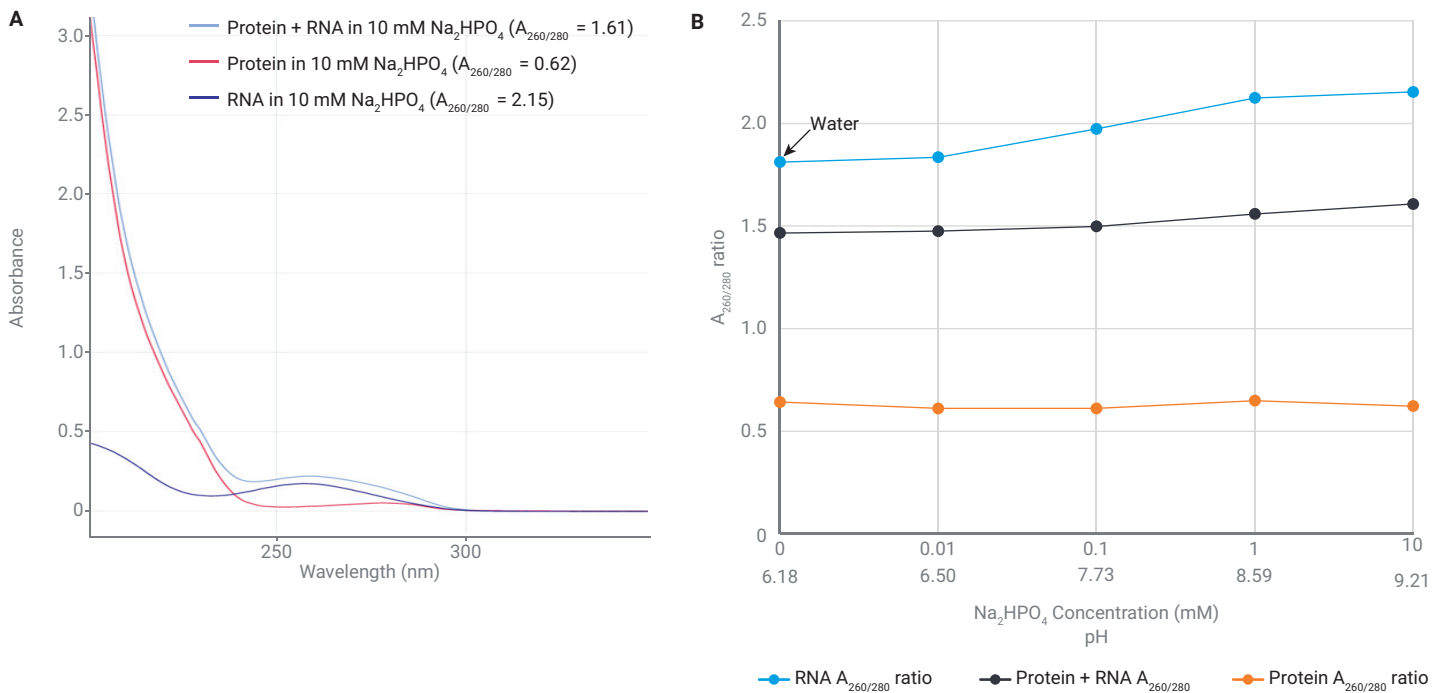 A
Protein + RNA in 10 mM Na₂HPO₄ (A₂₆₀/₂₈₀ = 1.61)
Protein in 10 mM Na₂HPO₄ (A₂₆₀/₂₈₀ = 0.62)
RNA in 10 mM Na₂HPO₄ (A₂₆₀/₂₈₀ = 2.15)
3.0
2.5
2.0
1.5
1.0
0.5
0
Absorbance
250
300
Wavelength (nm)
B
2.5
2.0
1.5
1.0
0.5
0
A₂₆₀/₂₈₀ ratio
Water
0
0.01
0.1
1
10
6.18
6.50
7.73
8.59
9.21
Na₂HPO₄ Concentration (mM)
pH
RNA A₂₆₀/₂₈₀ ratio
Protein + RNA A₂₆₀/₂₈₀
Protein A₂₆₀/₂₈₀ ratio